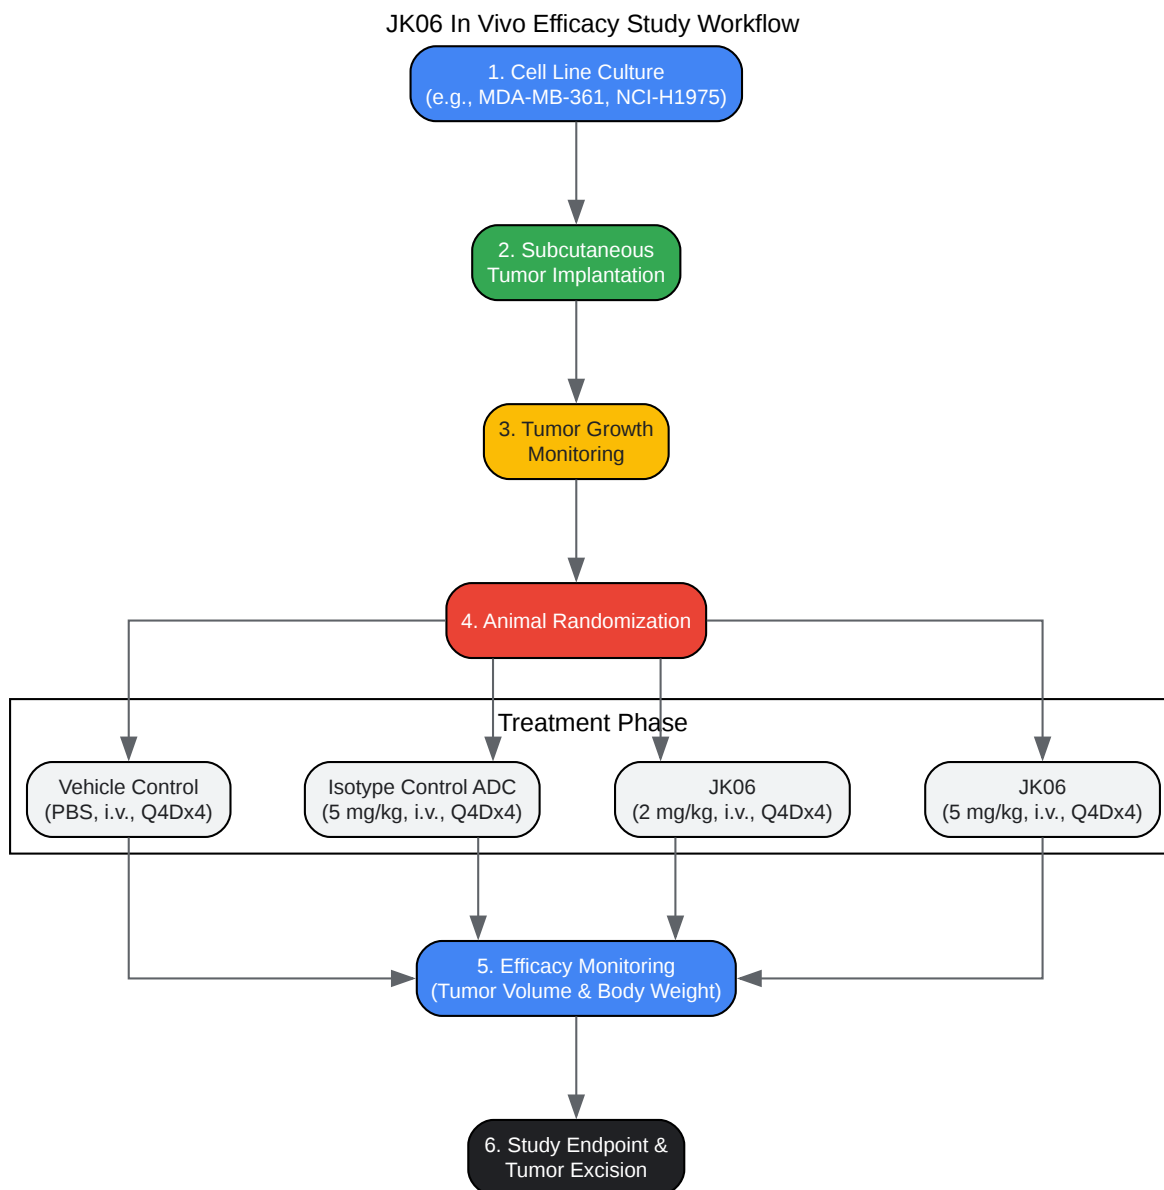 JK06 In Vivo Efficacy Study Workflow
1. Cell Line Culture
(e.g., MDA-MB-361, NCI-H1975)
2. Subcutaneous
Tumor Implantation
3. Tumor Growth
Monitoring
4. Animal Randomization
Treatment Phase
Vehicle Control
(PBS, i.v., Q4Dx4)
Isotype Control ADC
(5 mg/kg, i.v., Q4Dx4)
JK06
(2 mg/kg, i.v., Q4Dx4)
JK06
(5 mg/kg, i.v., Q4Dx4)
5. Efficacy Monitoring
(Tumor Volume & Body Weight)
6. Study Endpoint &
Tumor Excision